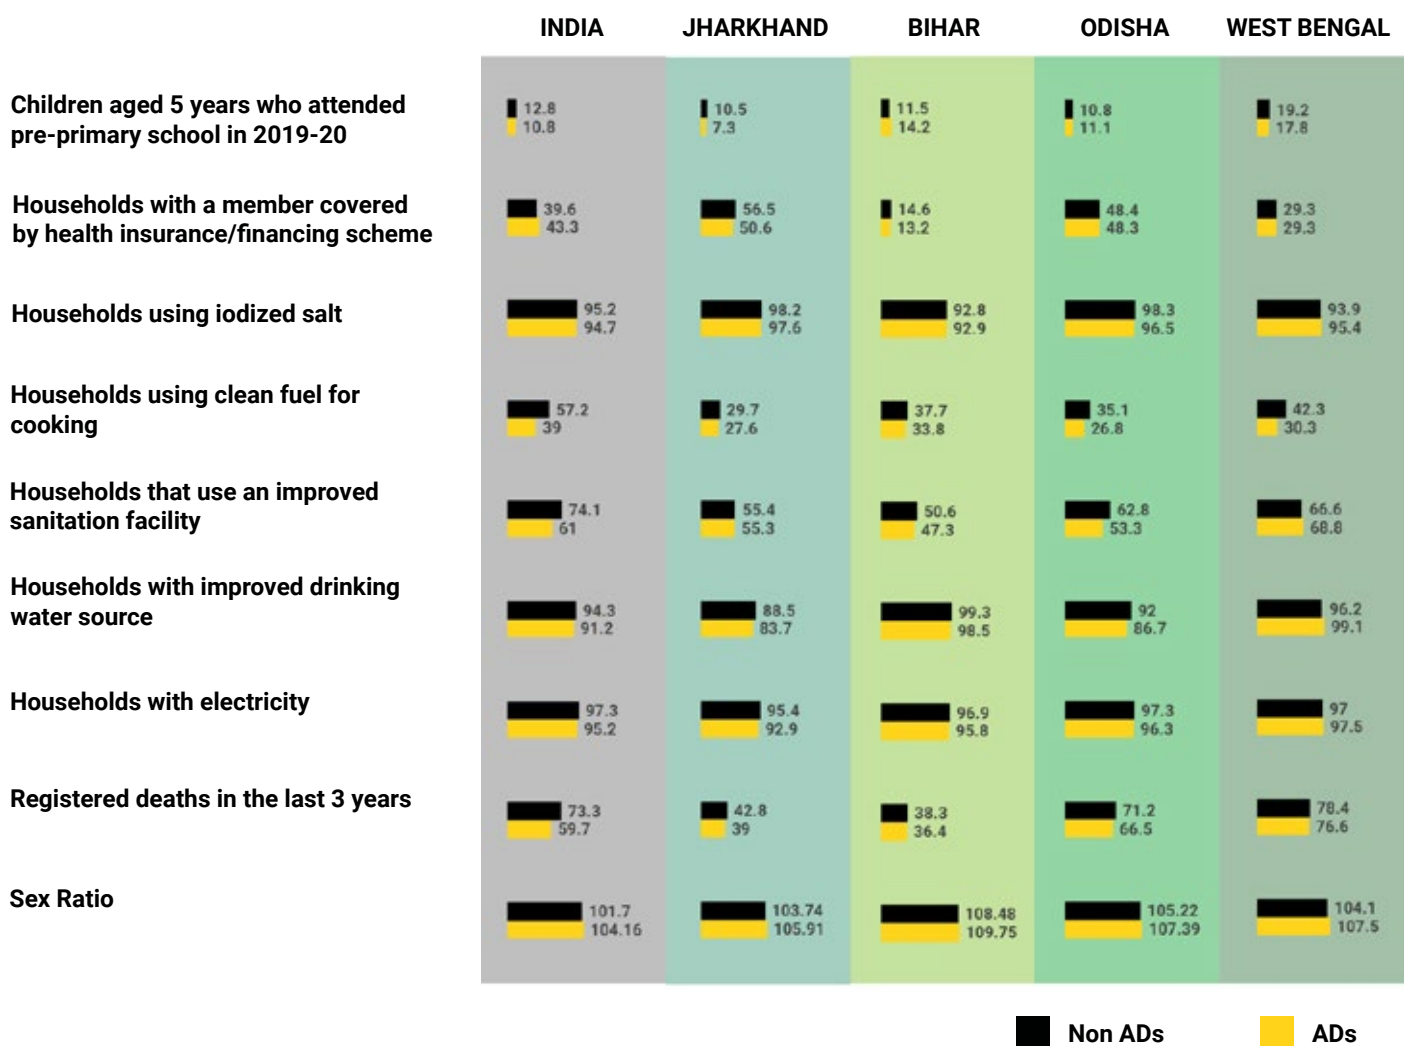 INDIA JHARKHAND BIHAR ODISHA WEST BENGAL
Children aged 5 years who attended
pre-primary school in 2019-20
12.8 10.5 11.5 10.8 19.2
10.8 7.3 14.2 11.1 17.8
Households with a member covered
by health insurance/financing scheme
39.6 56.5 14.6 48.4 29.3
43.3 50.6 13.2 48.3 29.3
Households using iodized salt
95.2 98.2 92.8 98.3 93.9
94.7 97.6 92.9 96.5 95.4
Households using clean fuel for
cooking
57.2 29.7 37.7 35.1 42.3
39 27.6 33.8 26.8 30.3
Households that use an improved
sanitation facility
74.1 55.4 50.6 62.8 66.6
61 55.3 47.3 53.3 68.8
Households with improved drinking
water source
94.3 88.5 99.3 92 96.2
91.2 83.7 98.5 86.7 99.1
Households with electricity
97.3 95.4 96.9 97.3 97
95.2 92.9 95.8 96.3 97.5
Registered deaths in the last 3 years
73.3 42.8 38.3 71.2 78.4
59.7 39 36.4 66.5 76.6
Sex Ratio
101.7 103.74 108.48 105.22 104.1
104.16 105.91 109.75 107.39 107.5
Non ADs ADs